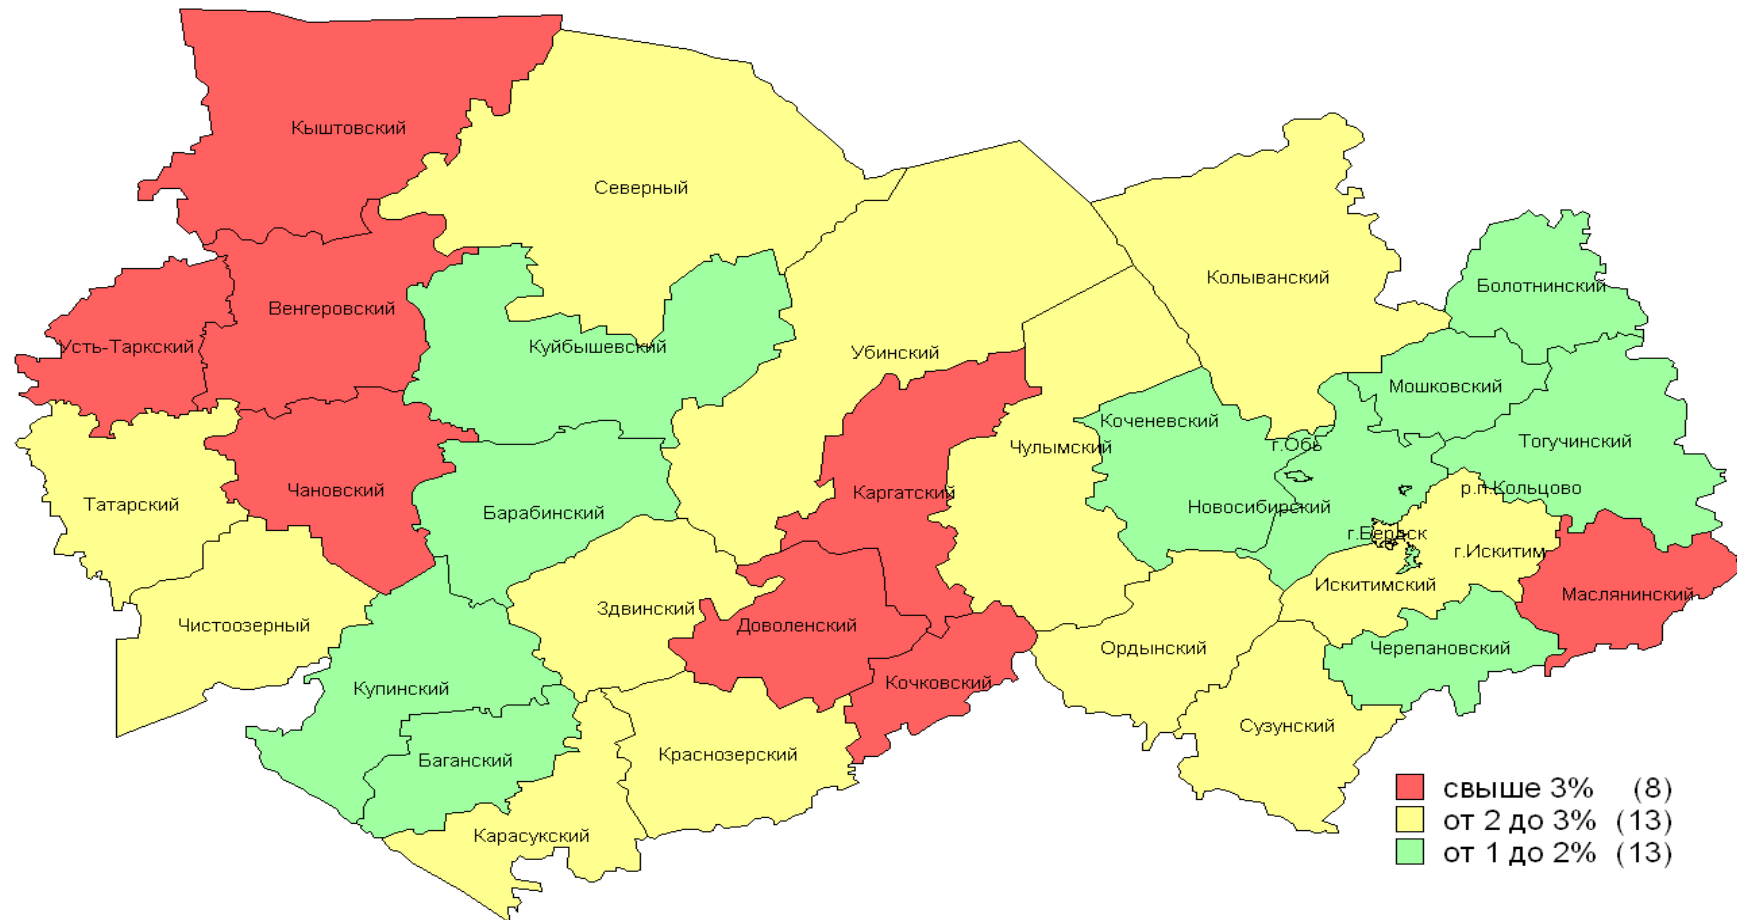 Кыштовский
Северный
Колыванский
Болотнинский
Венгеровский
Усть-Таркский
Куйбышевский
Убинский
Мошковский
Коченевский
Тогучинский
г.Обь
Чулымский
Чановский
Каргатский
р.п.Кольцово
Татарский
Барабинский
Новосибирский
г.Бердск
г.Искитим
Искитимский
Маслянинский
Здвинский
Чистоозерный
Доволенский
Ордынский
Черепановский
Купинский
Кочковский
Сузунский
Краснозерский
Баганский
Карасукский
свыше 3% (8)
от 2 до 3% (13)
от 1 до 2% (13)